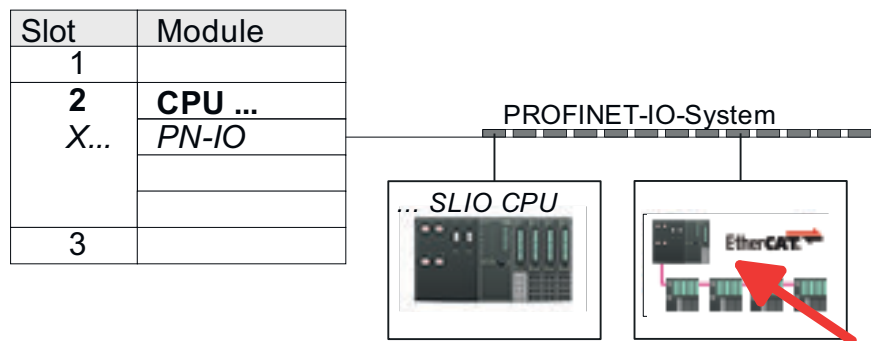 Slot Module
1
2 CPU ...
X... PN-IO
3
PROFINET-IO-System
... SLIO CPU
EtherCAT